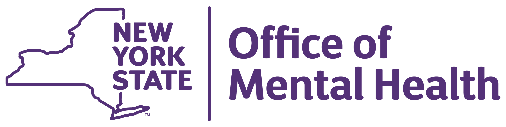 NEW
YORK
STATE
Office of
Mental Health